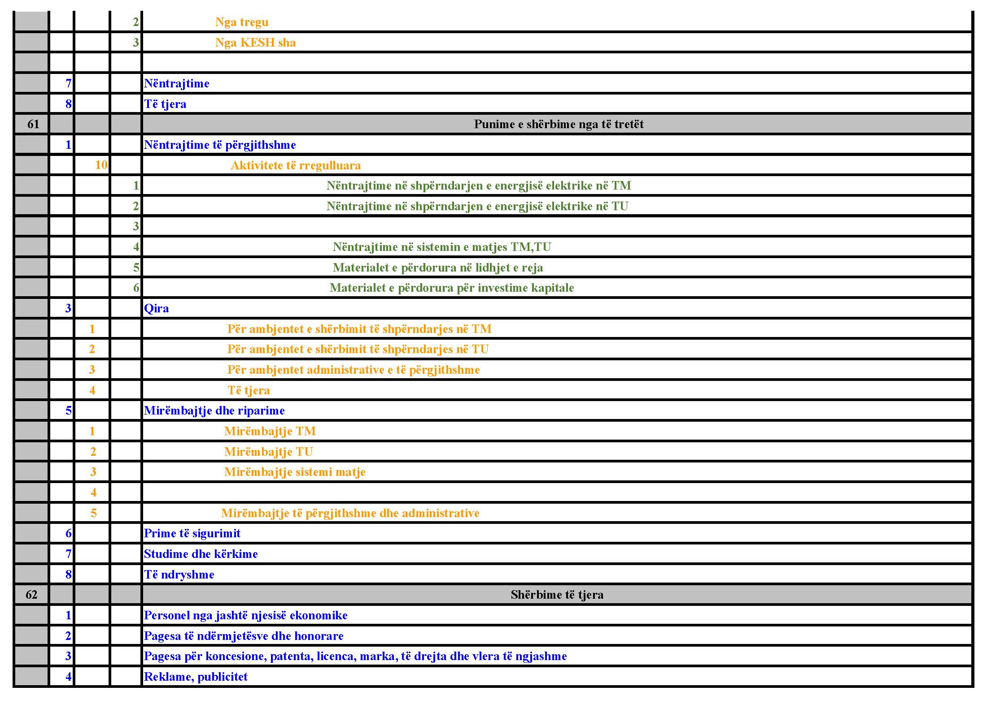 2 Nga tregu
3 Nga KESH sha
7 Nëntrajtime
8 Të tjera
61 Punime e shërbime nga të tretët
1 Nëntrajtime të përgjithshme
10 Aktivitete të rregulluara
1 Nëntrajtime në shpërndarjen e energjisë elektrike në TM
2 Nëntrajtime në shpërndarjen e energjisë elektrike në TU
3
4 Nëntrajtime në sistemin e matjes TM,TU
5 Materialet e përdorura në lidhjet e reja
6 Materialet e përdorura për investime kapitale
3 Qira
1 Për ambjentet e shërbimit të shpërndarjes në TM
2 Për ambjentet e shërbimit të shpërndarjes në TU
3 Për ambjentet administrative e të përgjithshme
4 Të tjera
5 Mirëmbajtje dhe riparime
1 Mirëmbajtje TM
2 Mirëmbajtje TU
3 Mirëmbajtje sistemi matje
4
5 Mirëmbajtje të përgjithshme dhe administrative
6 Prime të sigurimit
7 Studime dhe kërkime
8 Të ndryshme
62 Shërbime të tjera
1 Personel nga jashtë njesisë ekonomike
2 Pagesa të ndërmjetësve dhe honorare
3 Pagesa për koncesione, patenta, licenca, marka, të drejta dhe vlera të ngjashme
4 Reklame, publicitet